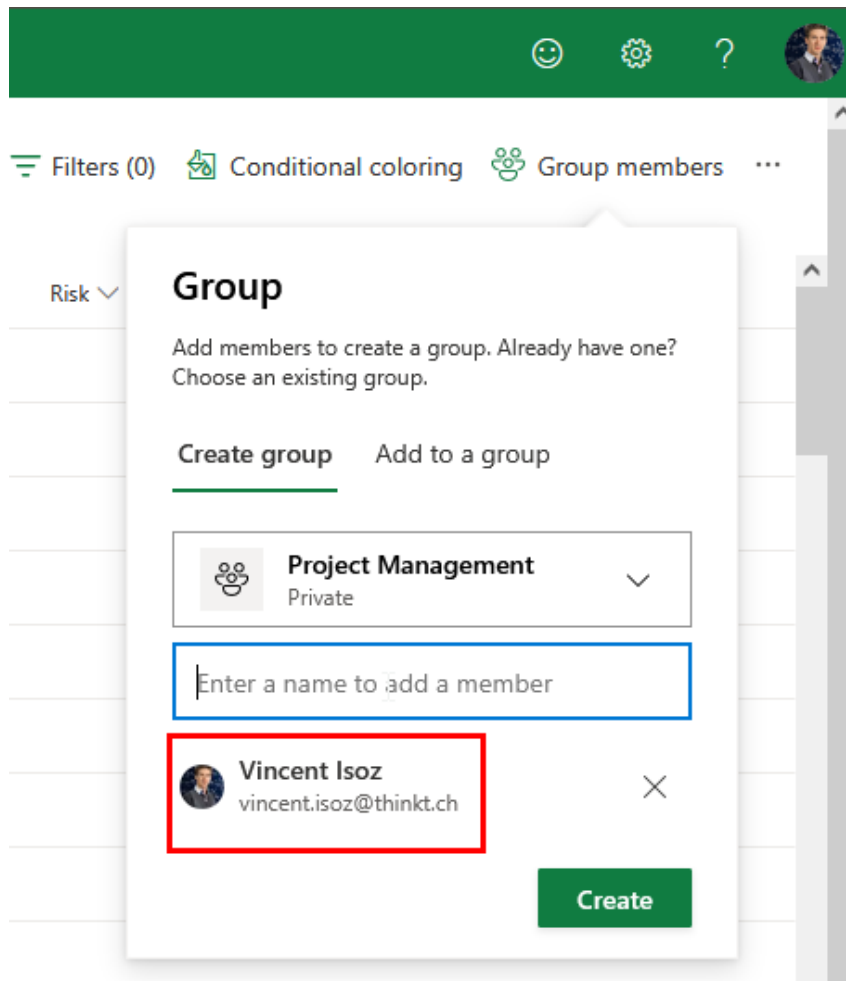 ?
Filters (0) Conditional coloring Group members ...
Risk
Group
Add members to create a group. Already have one?
Choose an existing group.
Create group Add to a group
Project Management
Private
Enter a name to add a member
Vincent Isoz
vincent.isoz@thinkt.ch
Create